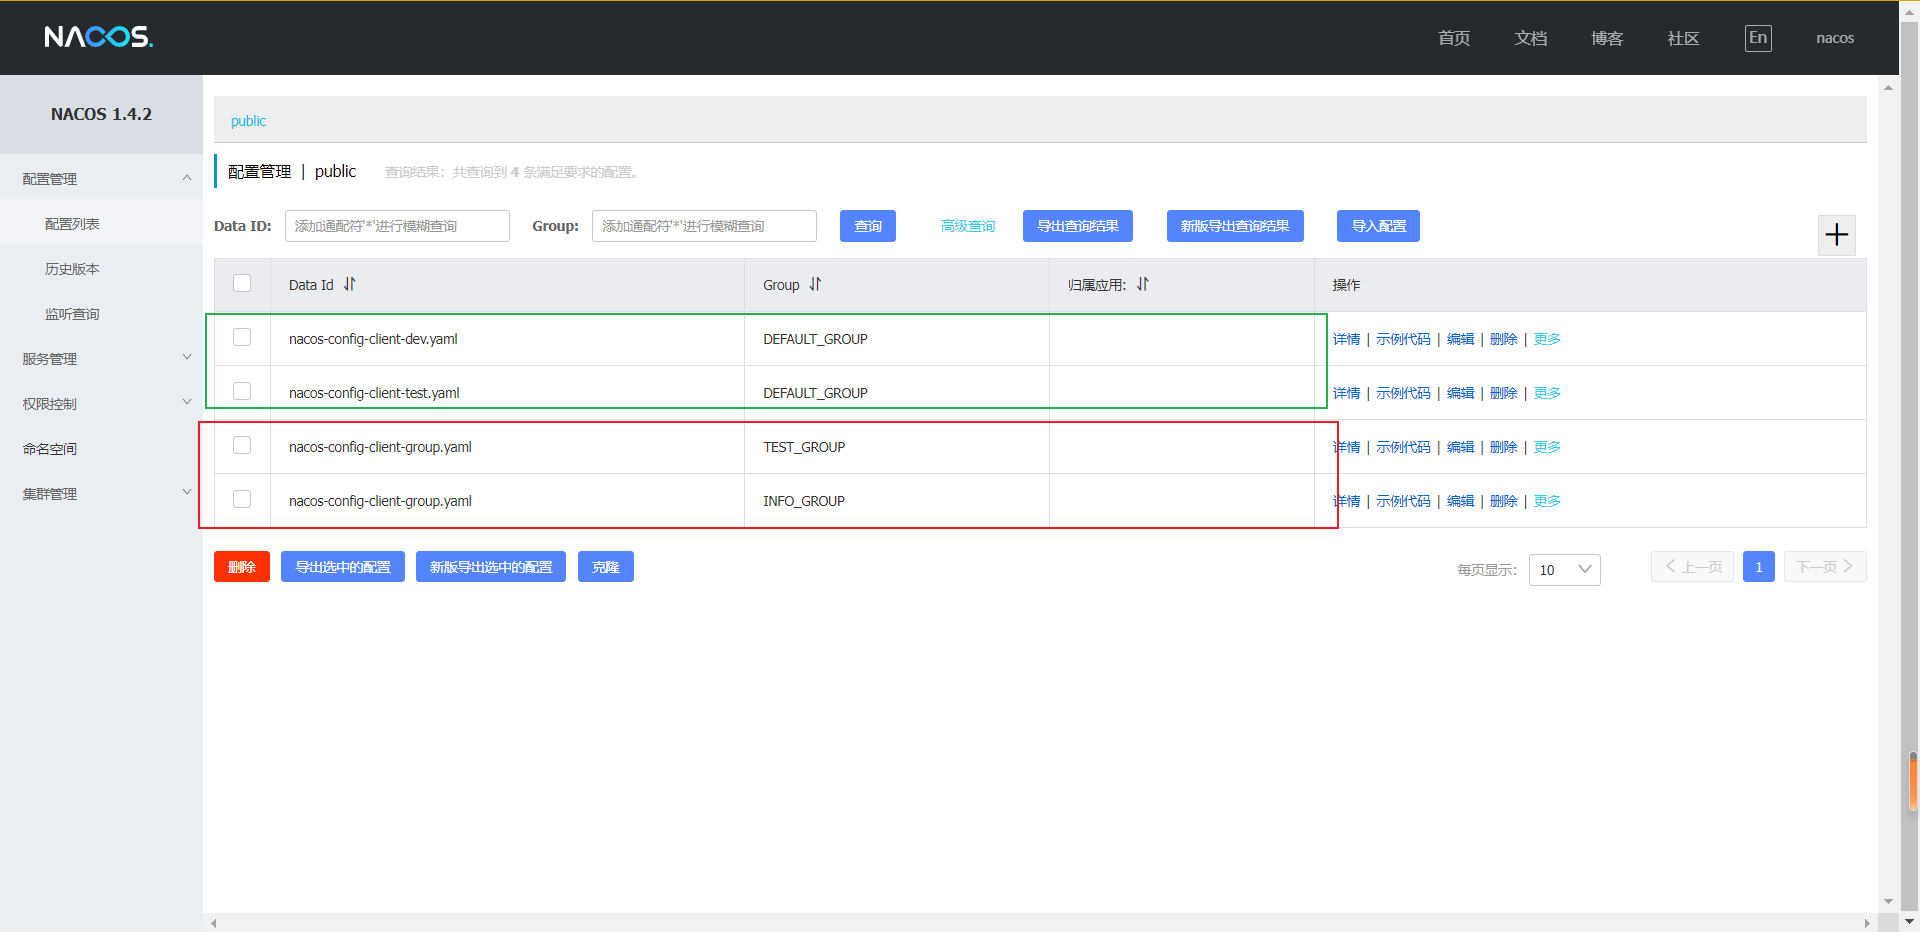 NACOS.
首页 文档 博客 社区 En nacos
NACOS 1.4.2
配置管理
配置列表
历史版本
监听查询
服务管理
权限控制
命名空间
集群管理
public
配置管理 | public 查询结果：共查询到 4 条满足要求的配置。
Data ID: 添加通配符'*'进行模糊查询 Group: 添加通配符'*'进行模糊查询 查询 高级查询 导出查询结果 新版导出查询结果 导入配置
Data Id Group 归属应用: 操作
nacos-config-client-dev.yaml DEFAULT_GROUP 详情 | 示例代码 | 编辑 | 删除 | 更多
nacos-config-client-test.yaml DEFAULT_GROUP 详情 | 示例代码 | 编辑 | 删除 | 更多
nacos-config-client-group.yaml TEST_GROUP 详情 | 示例代码 | 编辑 | 删除 | 更多
nacos-config-client-group.yaml INFO_GROUP 详情 | 示例代码 | 编辑 | 删除 | 更多
删除 导出选中的配置 新版导出选中的配置 克隆 每页显示: 10 上一页 1 下一页